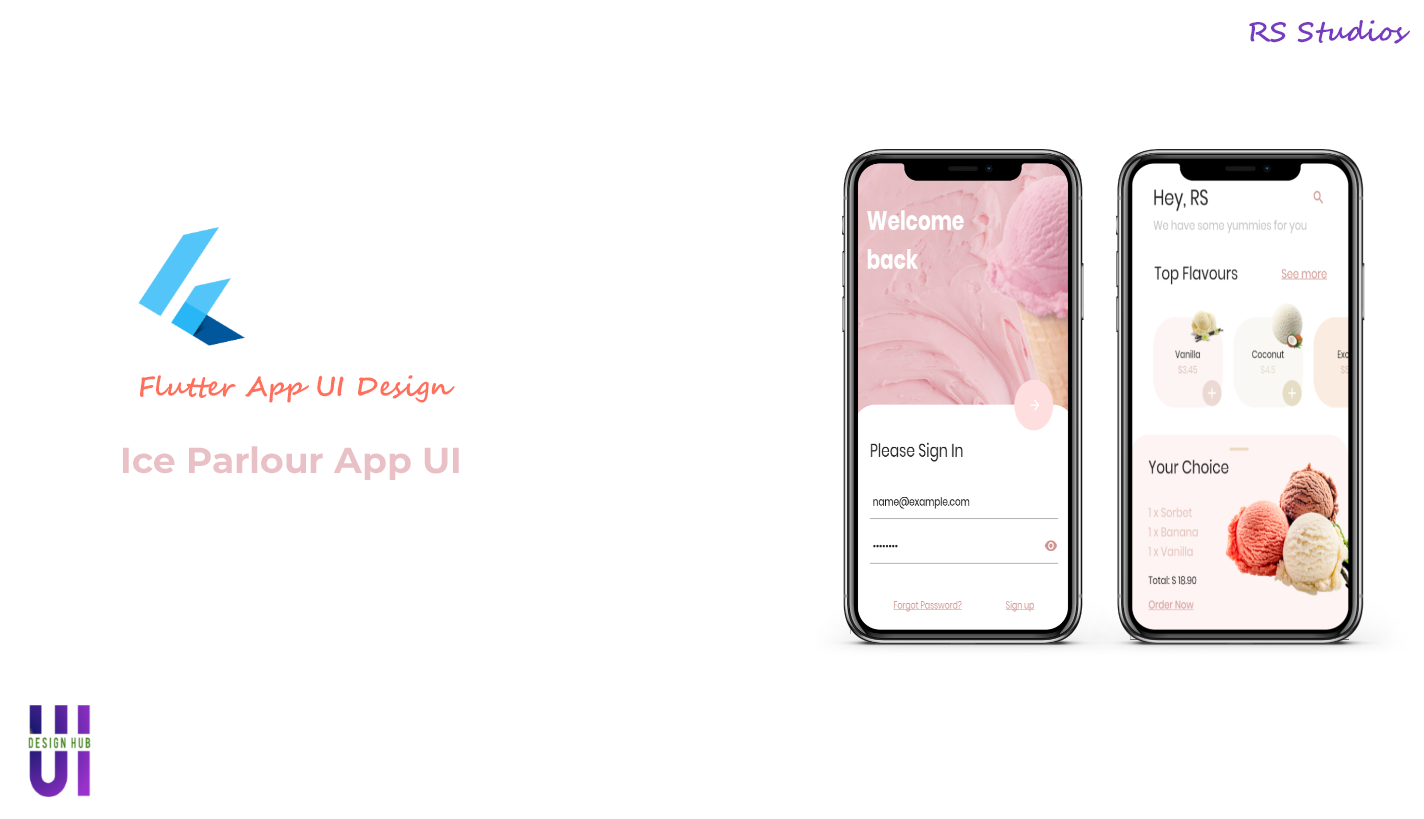 RS Studios
Flutter App UI Design
Ice Parlour App UI
Welcome
back
Please Sign In
name@example.com
••••••••
Forgot Password?
Sign up
Hey, RS
We have some yummies for you
Top Flavours
See more
Vanilla
$3.45
Coconut
$4.5
Your Choice
1 x Sorbet
1 x Banana
1 x Vanilla
Total: $ 18.90
Order Now
UI
DESIGN HUB